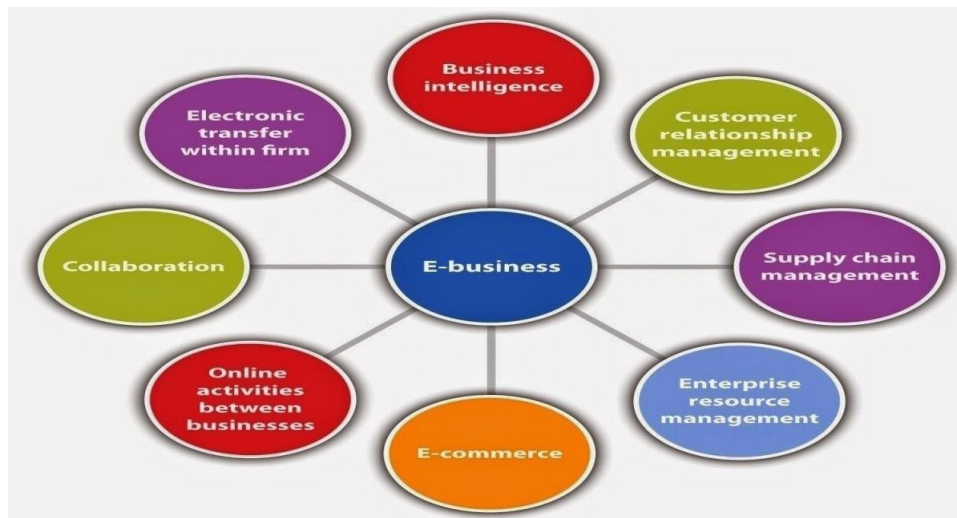 Business
intelligence
Customer
relationship
management
Supply chain
management
Enterprise
resource
management
E-commerce
Online
activities
between
businesses
Collaboration
Electronic
transfer
within firm
E-business